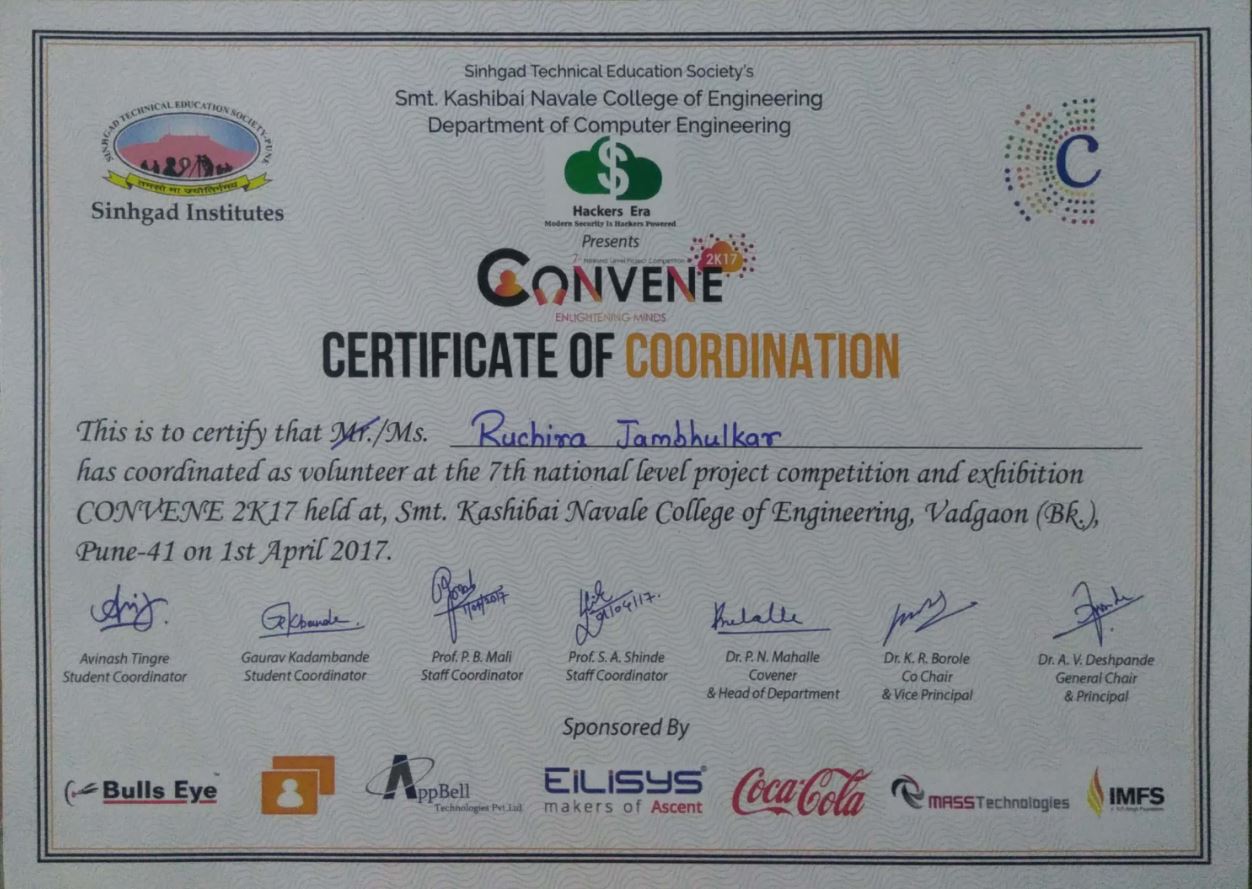 Sinhgad Technical Education Society's
Smt. Kashibai Navale College of Engineering
Department of Computer Engineering
SINHGAD TECHNICAL EDUCATION SOCIETY-PUNE
तमसो मा ज्योतिर्गमय
Sinhgad Institutes
C
$
Hackers Era
Modern Security Is Hackers Powered
Presents
7th National Level Project Competition
CONVENE 2K17
ENLIGHTENING MINDS
CERTIFICATE OF COORDINATION
This is to certify that Mr./Ms. Ruchira Jambhulkar
has coordinated as volunteer at the 7th national level project competition and exhibition
CONVENE 2K17 held at, Smt. Kashibai Navale College of Engineering, Vadgaon (Bk.),
Pune-41 on 1st April 2017.
1/04/2017 01/04/17.
Avinash Tingre Gaurav Kadambande Prof. P. B. Mali Prof. S. A. Shinde Dr. P. N. Mahalle Dr. K. R. Borole Dr. A. V. Deshpande
Student Coordinator Student Coordinator Staff Coordinator Staff Coordinator Covener Co Chair General Chair
& Head of Department & Vice Principal & Principal
Sponsored By
Bulls Eye™ AppBell EiLiSYS® Coca-Cola MASSTechnologies IMFS
Technologies Pvt.Ltd. makers of Ascent